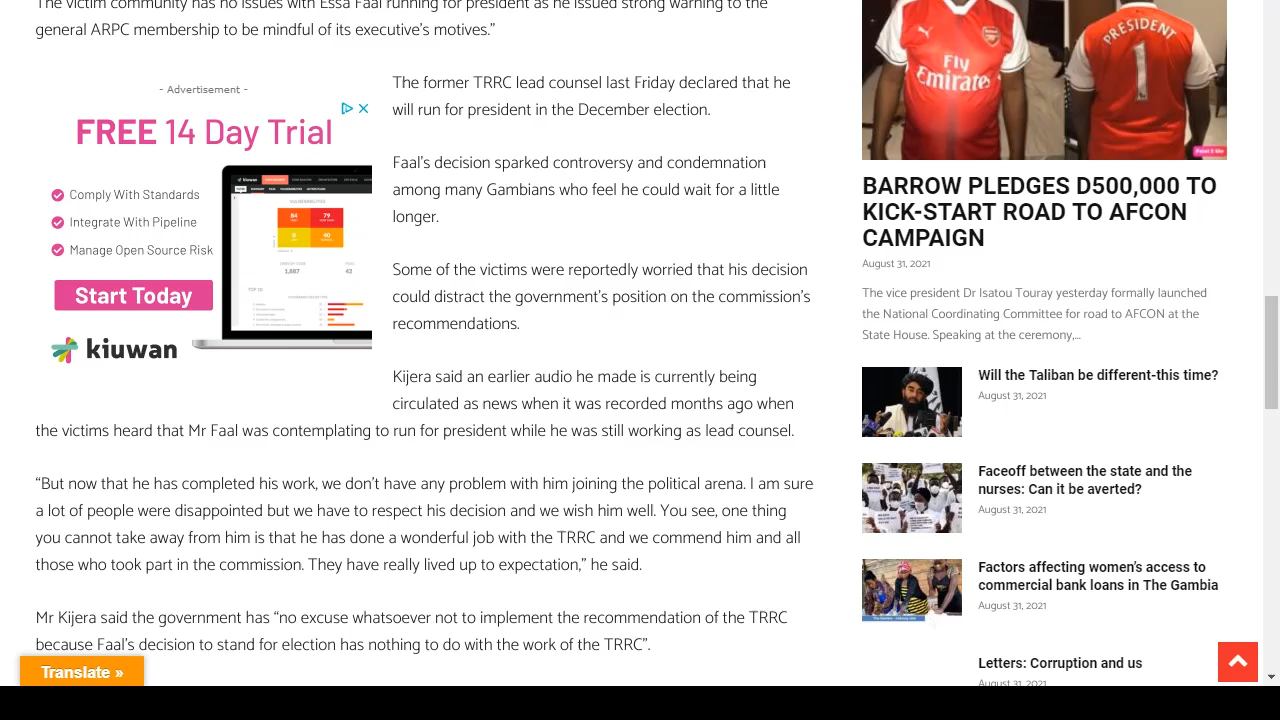 The victim community has no issues with Essa Faal running for president as he issued strong warning to the
general ARPC membership to be mindful of its executive's motives.”
- Advertisement -
FREE 14 Day Trial
Comply With Standards
Integrate With Pipeline
Manage Open Source Risk
Start Today
kiuwan
The former TRRC lead counsel last Friday declared that he
will run for president in the December election.
Faal's decision sparked controversy and condemnation
among many Gambians who feel he could wait for a little
longer.
Some of the victims were reportedly worried that his decision
could distract the government's position on the commission's
recommendations.
Kijera said an earlier audio he made is currently being
circulated as news when it was recorded months ago when
the victims heard that Mr Faal was contemplating to run for president while he was still working as lead counsel.
“But now that he has completed his work, we don't have any problem with him joining the political arena. I am sure
a lot of people were disappointed but we have to respect his decision and we wish him well. You see, one thing
you cannot take away from him is that he has done a wonderful job with the TRRC and we commend him and all
those who took part in the commission. They have really lived up to expectation,” he said.
Mr Kijera said the government has “no excuse whatsoever not to implement the recommendation of the TRRC
because Faal's decision to stand for election has nothing to do with the work of the TRRC”.
Translate »
Fly
Emirates
PRESIDENT
1
BARROW PLEDGES D500,000 TO
KICK-START ROAD TO AFCON
CAMPAIGN
August 31, 2021
The vice president Dr Isatou Touray yesterday formally launched
the National Coordinating Committee for road to AFCON at the
State House. Speaking at the ceremony,...
Will the Taliban be different-this time?
August 31, 2021
Faceoff between the state and the
nurses: Can it be averted?
August 31, 2021
Factors affecting women's access to
commercial bank loans in The Gambia
August 31, 2021
Letters: Corruption and us
August 31, 2021